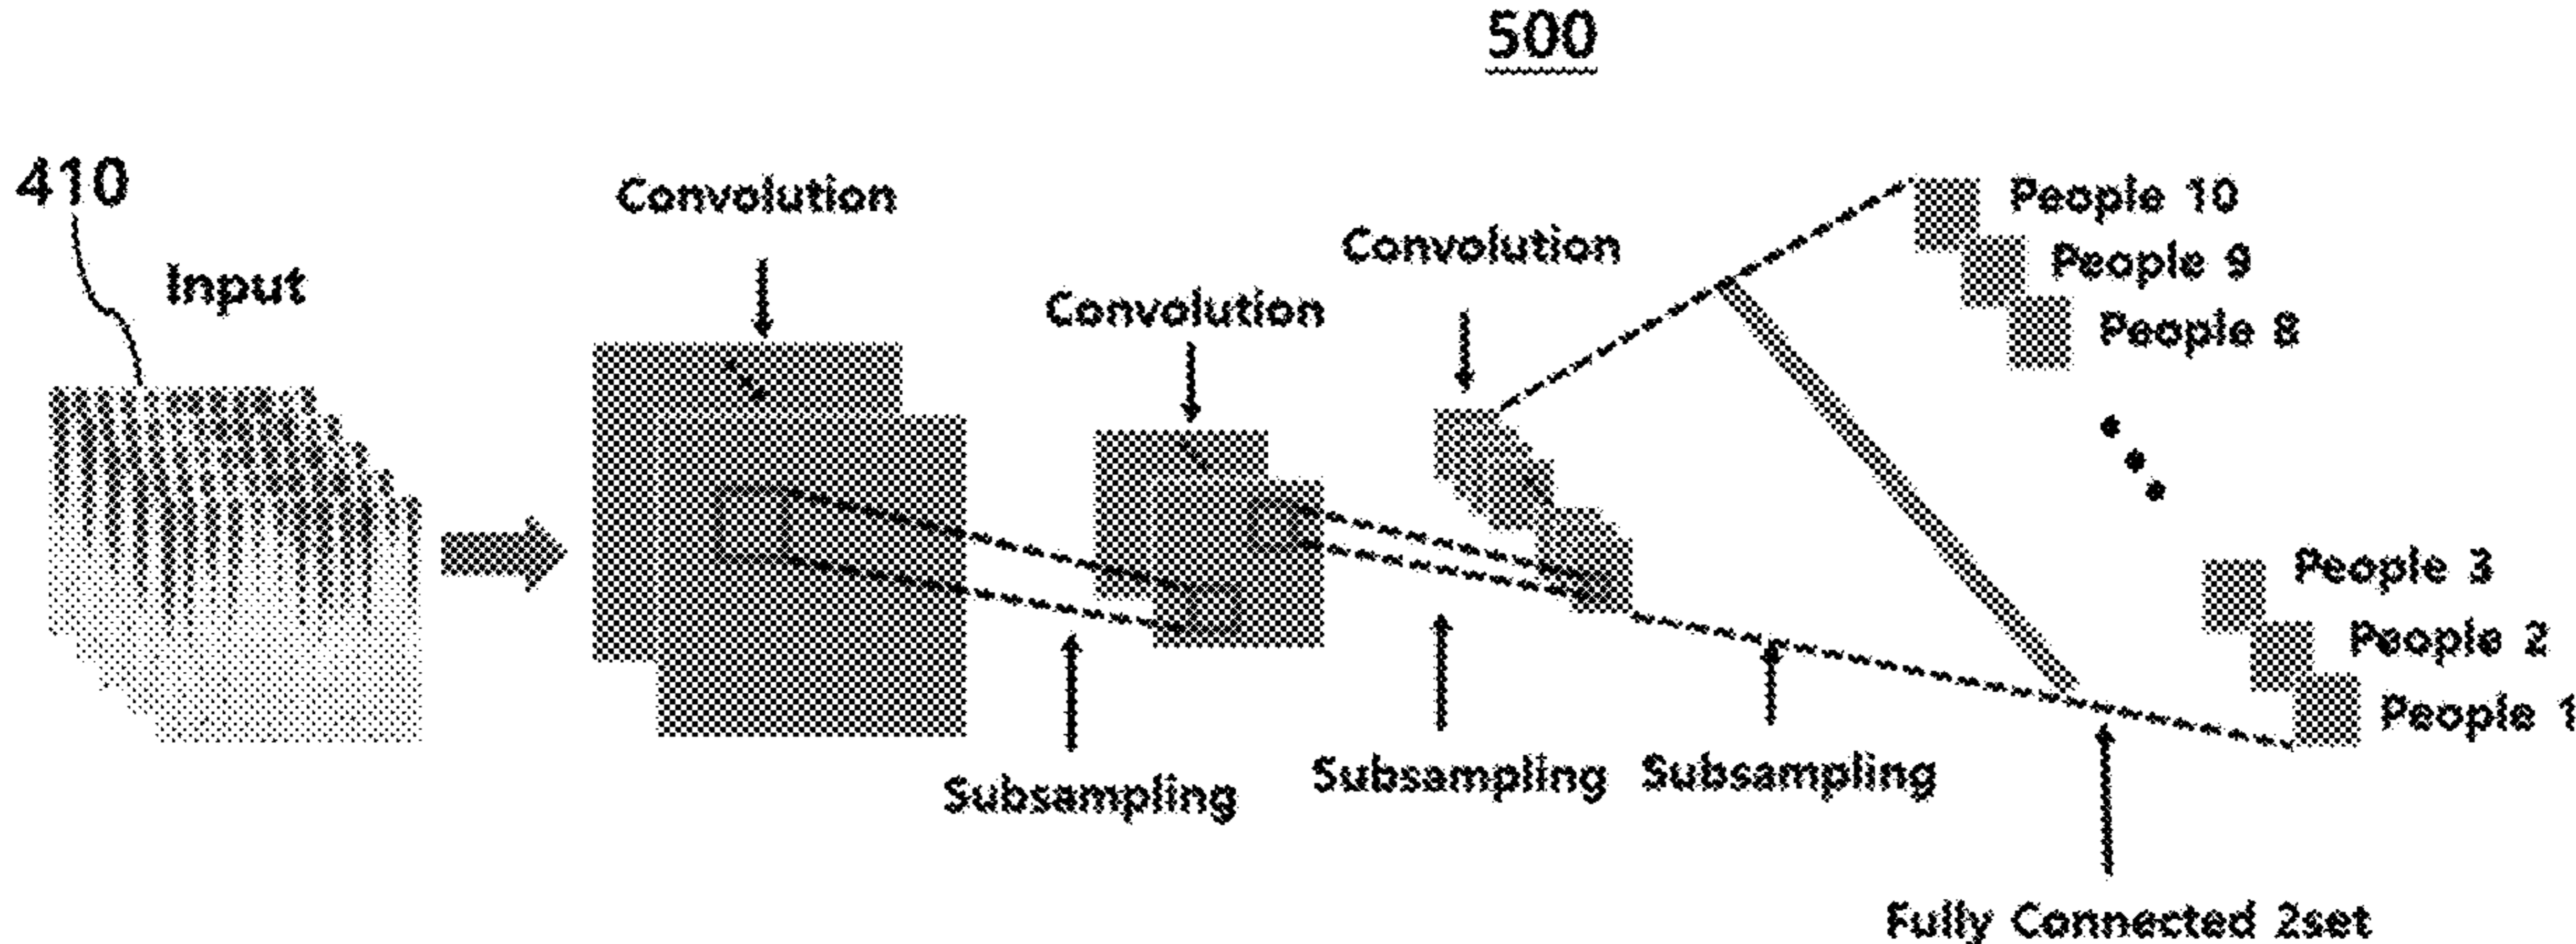 500
410
Input
Convolution
Convolution
Convolution
People 10
People 9
People 8
People 3
People 2
People 1
Subsampling
Subsampling
Subsampling
Fully Connected 2set